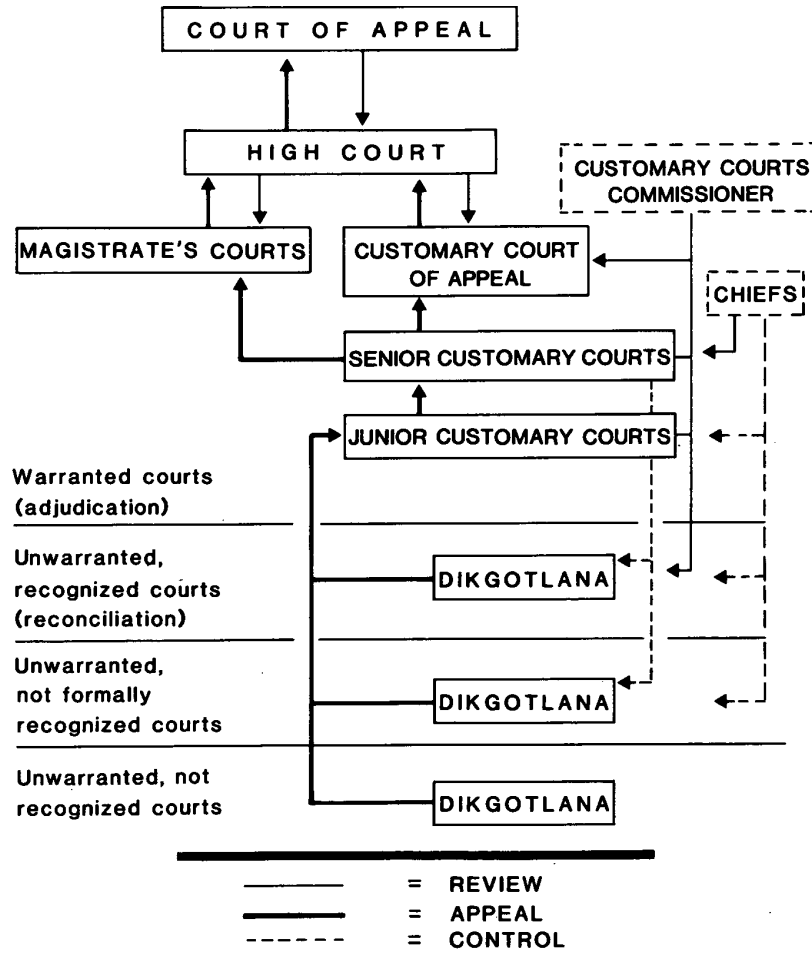 COURT OF APPEAL
HIGH COURT
CUSTOMARY COURTS
COMMISSIONER
MAGISTRATE'S COURTS
CUSTOMARY COURT
OF APPEAL
CHIEFS
SENIOR CUSTOMARY COURTS
JUNIOR CUSTOMARY COURTS
Warranted courts
(adjudication)
Unwarranted,
recognized courts
(reconciliation)
DIKGOTLANA
Unwarranted,
not formally
recognized courts
DIKGOTLANA
Unwarranted, not
recognized courts
DIKGOTLANA
= REVIEW
= APPEAL
= CONTROL